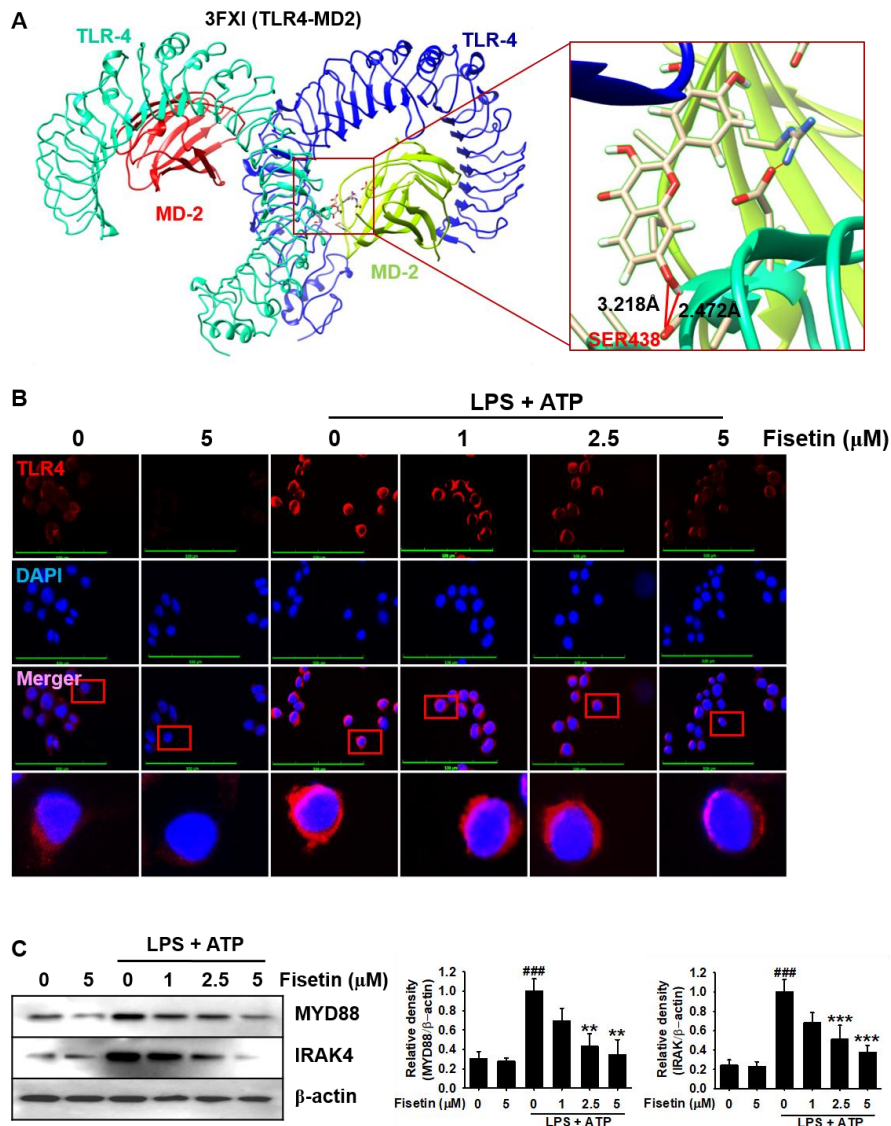 A
3FXI (TLR4-MD2)
TLR-4
TLR-4
MD-2
MD-2
3.218Å
2.472Å
SER438
B
LPS + ATP
0 5 0 1 2.5 5 Fisetin (μM)
TLR4
DAPI
Merger
C
LPS + ATP
0 5 0 1 2.5 5 Fisetin (μM)
MYD88
IRAK4
β-actin
Relative density
(MYD88/β−actin)
1.2
1.0
0.8
0.6
0.4
0.2
0.0
###
**
**
Fisetin (μM) 0 5 0 1 2.5 5
LPS + ATP
Relative density
(IRAK/β−actin)
1.2
1.0
0.8
0.6
0.4
0.2
0.0
###
***
***
Fisetin (μM) 0 5 0 1 2.5 5
LPS + ATP